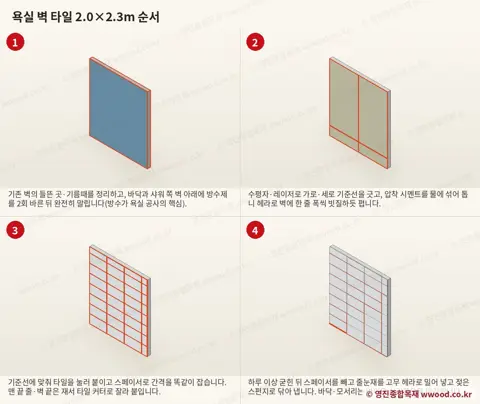 욕실 벽 타일 2.0×2.3m 순서
1
2
기존 벽의 들뜬 곳·기름때를 정리하고, 바닥과 샤워 쪽 벽 아래에 방수제
를 2회 바른 뒤 완전히 말립니다(방수가 욕실 공사의 핵심).
수평자·레이저로 가로·세로 기준선을 긋고, 압착 시멘트를 물에 섞어 톱
니 헤라로 벽에 한 줄 폭씩 빗질하듯 폅니다.
3
4
기준선에 맞춰 타일을 눌러 붙이고 스페이서로 간격을 똑같이 잡습니다.
맨 끝 줄·벽 끝은 재서 타일 커터로 잘라 붙입니다.
하루 이상 굳힌 뒤 스페이서를 빼고 줄눈재를 고무 헤라로 밀어 넣고 젖은
스펀지로 닦아 냅니다. 바닥·모서리는
© 영진종합목재 wwood.co.kr